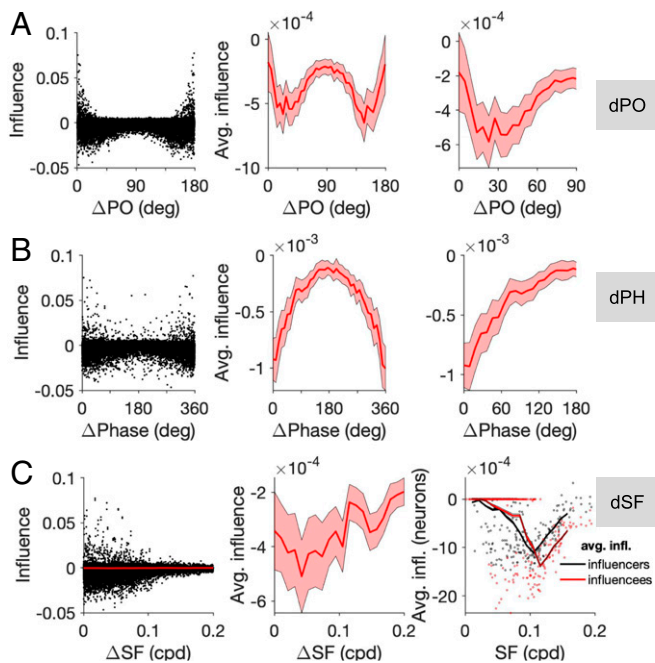 A
Influence
0.1
0.05
0
-0.05
0 90 180
ΔPO (deg)
Avg. influence
×10⁻⁴
0
-5
-10
0 90 180
ΔPO (deg)
×10⁻⁴
0
-2
-4
-6
0 30 60 90
ΔPO (deg)
dPO
B
Influence
0.1
0.05
0
-0.05
0 180 360
ΔPhase (deg)
Avg. influence
×10⁻³
0
-0.5
-1
0 180 360
ΔPhase (deg)
×10⁻³
0
-0.5
-1
0 60 120 180
ΔPhase (deg)
dPH
C
Influence
0.1
0.05
0
-0.05
0 0.1 0.2
ΔSF (cpd)
Avg. influence
×10⁻⁴
-2
-4
-6
0 0.1 0.2
ΔSF (cpd)
Avg. infl. (neurons)
×10⁻⁴
0
-10
-20
0 0.1 0.2
SF (cpd)
avg. infl.
influencers
influencees
dSF